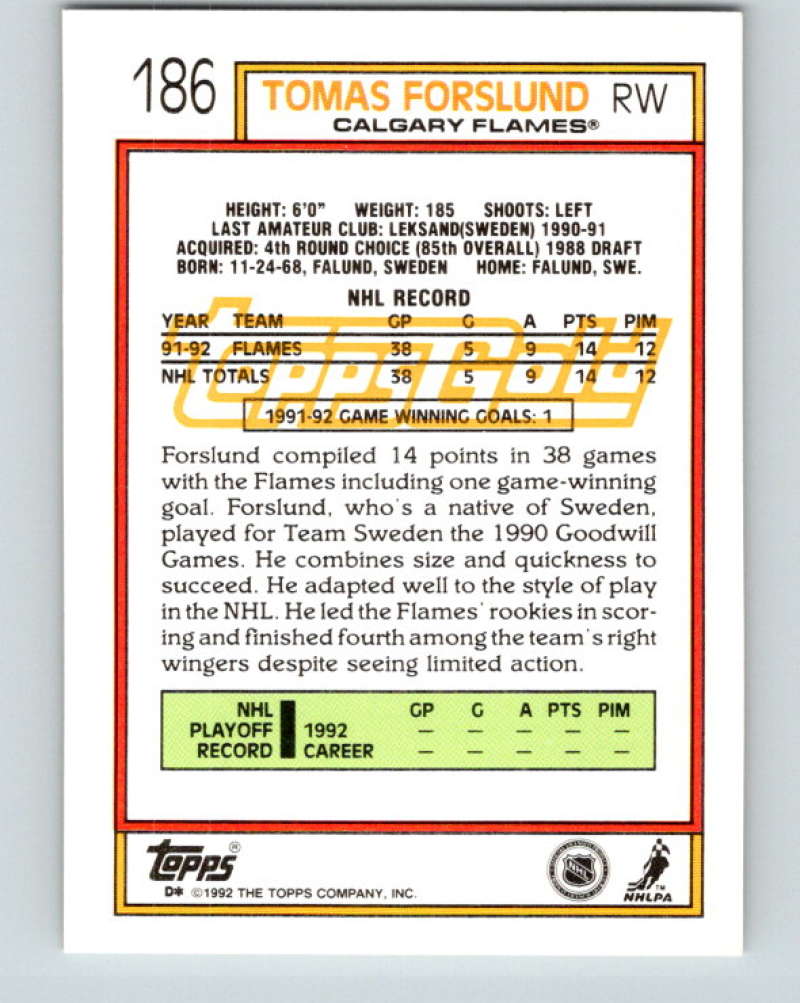 186 TOMAS FORSLUND RW
CALGARY FLAMES®
HEIGHT: 6'0" WEIGHT: 185 SHOOTS: LEFT
LAST AMATEUR CLUB: LEKSAND(SWEDEN) 1990-91
ACQUIRED: 4th ROUND CHOICE (85th OVERALL) 1988 DRAFT
BORN: 11-24-68, FALUND, SWEDEN HOME: FALUND, SWE.
NHL RECORD
YEAR TEAM GP G A PTS PIM
91-92 FLAMES 38 5 9 14 12
NHL TOTALS 38 5 9 14 12
Topps Gold
1991-92 GAME WINNING GOALS: 1
Forslund compiled 14 points in 38 games
with the Flames including one game-winning
goal. Forslund, who's a native of Sweden,
played for Team Sweden the 1990 Goodwill
Games. He combines size and quickness to
succeed. He adapted well to the style of play
in the NHL. He led the Flames' rookies in scor-
ing and finished fourth among the team's right
wingers despite seeing limited action.
NHL GP G A PTS PIM
PLAYOFF 1992 – – – – –
RECORD CAREER – – – – –
Topps®
D* ©1992 THE TOPPS COMPANY, INC.
NHL
TM
NHLPA